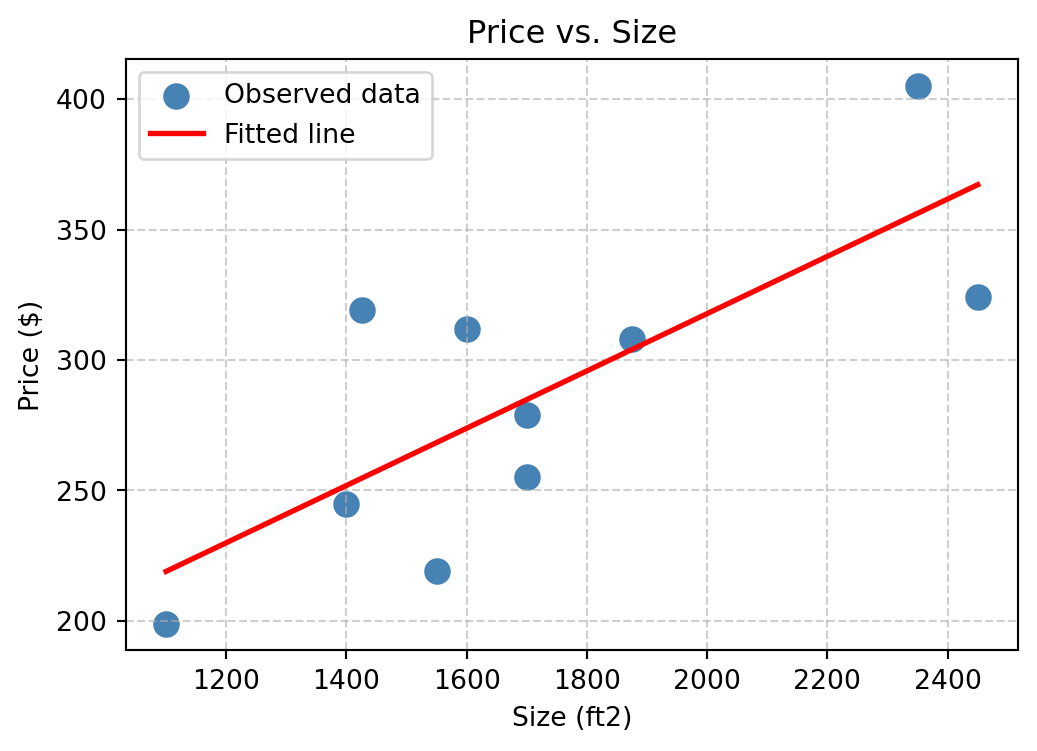 Price vs. Size
Observed data
Fitted line
Price ($)
400
350
300
250
200
1200 1400 1600 1800 2000 2200 2400
Size (ft2)